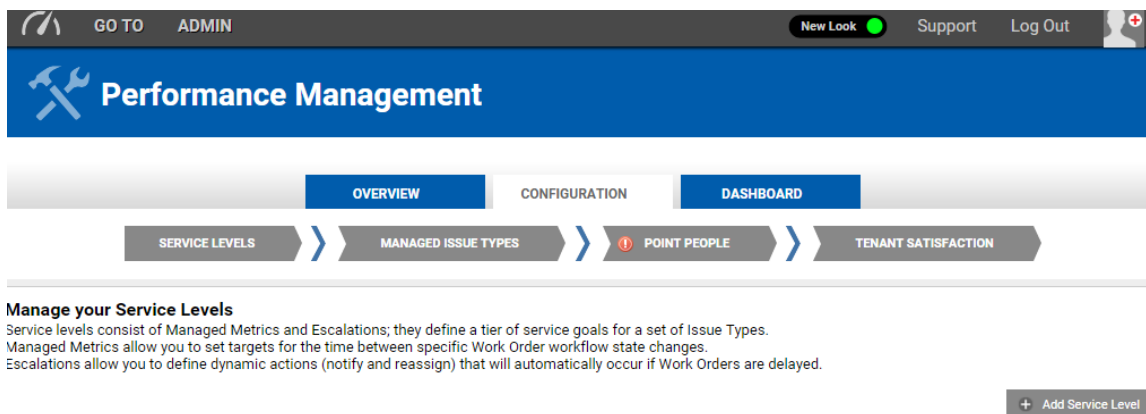 GO TO ADMIN New Look Support Log Out
Performance Management
OVERVIEW CONFIGURATION DASHBOARD
SERVICE LEVELS MANAGED ISSUE TYPES POINT PEOPLE TENANT SATISFACTION
Manage your Service Levels
Service levels consist of Managed Metrics and Escalations; they define a tier of service goals for a set of Issue Types.
Managed Metrics allow you to set targets for the time between specific Work Order workflow state changes.
Escalations allow you to define dynamic actions (notify and reassign) that will automatically occur if Work Orders are delayed.
+ Add Service Level